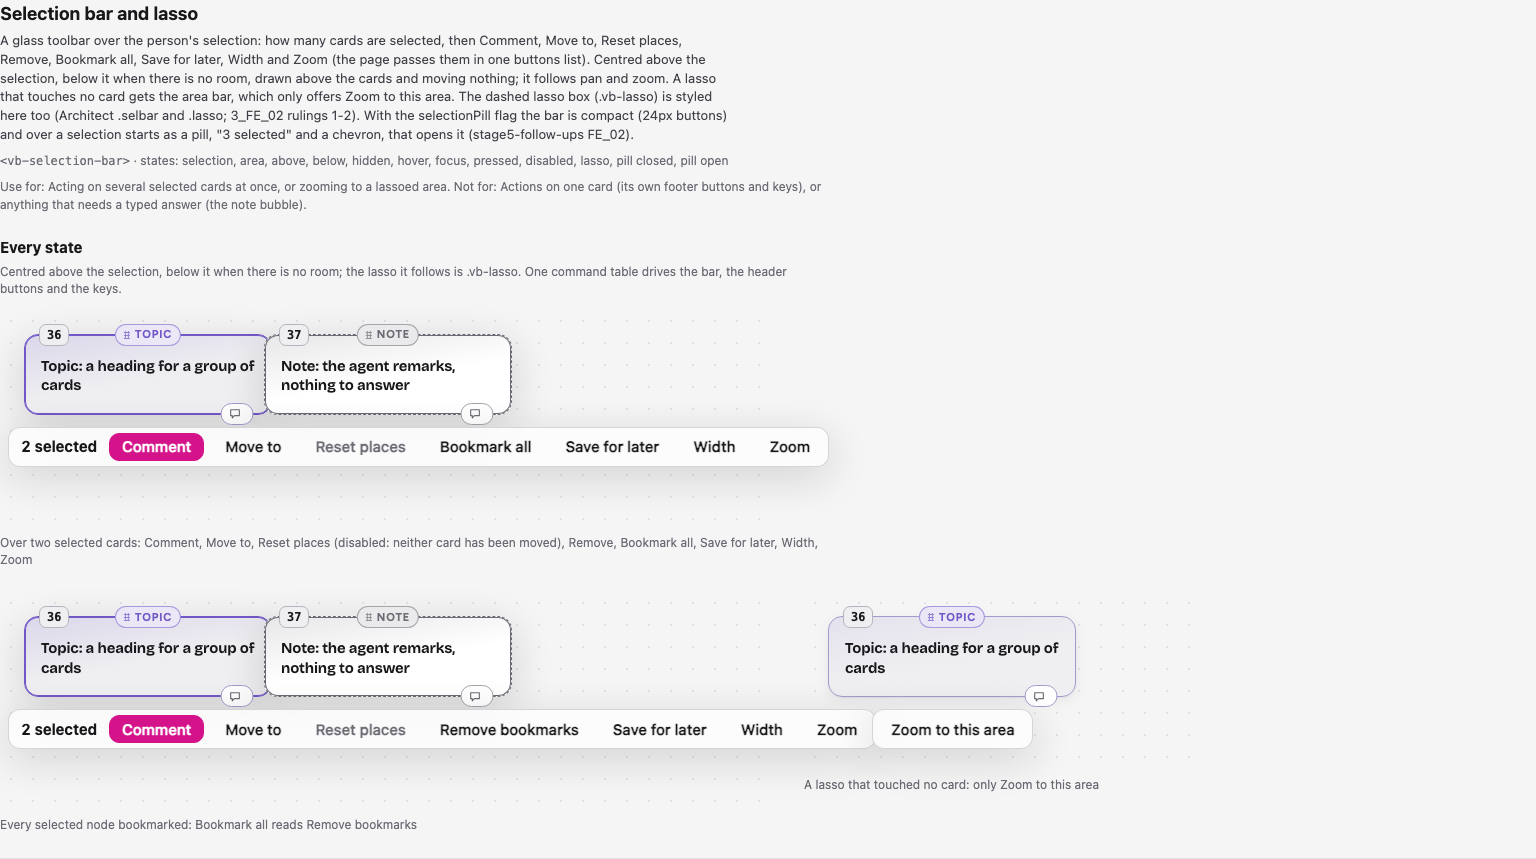 Selection bar and lasso
A glass toolbar over the person's selection: how many cards are selected, then Comment, Move to, Reset places,
Remove, Bookmark all, Save for later, Width and Zoom (the page passes them in one buttons list). Centred above the
selection, below it when there is no room, drawn above the cards and moving nothing; it follows pan and zoom. A lasso
that touches no card gets the area bar, which only offers Zoom to this area. The dashed lasso box (.vb-lasso) is styled
here too (Architect .selbar and .lasso; 3_FE_02 rulings 1-2). With the selectionPill flag the bar is compact (24px buttons)
and over a selection starts as a pill, "3 selected" and a chevron, that opens it (stage5-follow-ups FE_02).
<vb-selection-bar> · states: selection, area, above, below, hidden, hover, focus, pressed, disabled, lasso, pill closed, pill open
Use for: Acting on several selected cards at once, or zooming to a lassoed area. Not for: Actions on one card (its own footer buttons and keys), or
anything that needs a typed answer (the note bubble).
Every state
Centred above the selection, below it when there is no room; the lasso it follows is .vb-lasso. One command table drives the bar, the header
buttons and the keys.
36 TOPIC 37 NOTE
Topic: a heading for a group of
cards
Note: the agent remarks,
nothing to answer
2 selected Comment Move to Reset places Bookmark all Save for later Width Zoom
Over two selected cards: Comment, Move to, Reset places (disabled: neither card has been moved), Remove, Bookmark all, Save for later, Width,
Zoom
36 TOPIC 37 NOTE
Topic: a heading for a group of
cards
Note: the agent remarks,
nothing to answer
2 selected Comment Move to Reset places Remove bookmarks Save for later Width Zoom
Every selected node bookmarked: Bookmark all reads Remove bookmarks
36 TOPIC
Topic: a heading for a group of
cards
Zoom to this area
A lasso that touched no card: only Zoom to this area